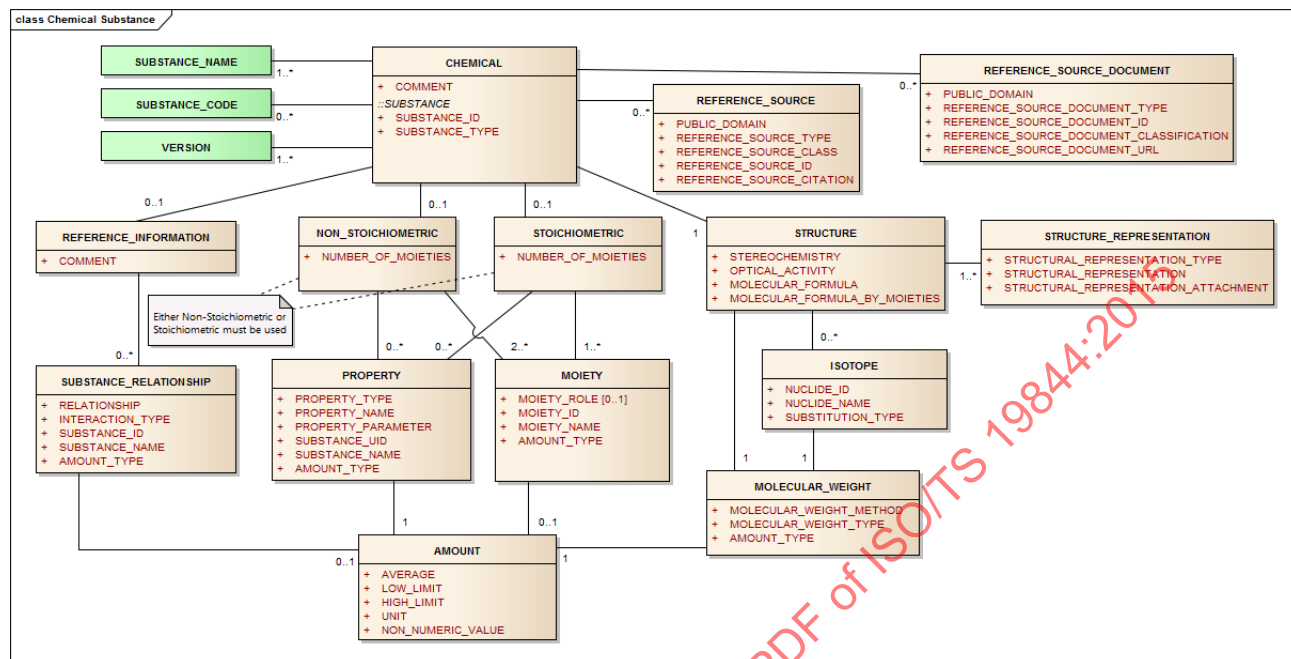 class Chemical Substance
SUBSTANCE_NAME
1..*
SUBSTANCE_CODE
0..*
VERSION
1..*
CHEMICAL
+ COMMENT
::SUBSTANCE
+ SUBSTANCE_ID
+ SUBSTANCE_TYPE
REFERENCE_SOURCE
+ PUBLIC_DOMAIN
+ REFERENCE_SOURCE_TYPE
+ REFERENCE_SOURCE_CLASS
+ REFERENCE_SOURCE_ID
+ REFERENCE_SOURCE_CITATION
0..*
REFERENCE_SOURCE_DOCUMENT
+ PUBLIC_DOMAIN
+ REFERENCE_SOURCE_DOCUMENT_TYPE
+ REFERENCE_SOURCE_DOCUMENT_ID
+ REFERENCE_SOURCE_DOCUMENT_CLASSIFICATION
+ REFERENCE_SOURCE_DOCUMENT_URL
0..*
0..1
0..1
0..1
1
REFERENCE_INFORMATION
+ COMMENT
NON_STOICHIOMETRIC
+ NUMBER_OF_MOIETIES
STOICHIOMETRIC
+ NUMBER_OF_MOIETIES
STRUCTURE
+ STEREOCHEMISTRY
+ OPTICAL_ACTIVITY
+ MOLECULAR_FORMULA
+ MOLECULAR_FORMULA_BY_MOIETIES
1..*
STRUCTURE_REPRESENTATION
+ STRUCTURAL_REPRESENTATION_TYPE
+ STRUCTURAL_REPRESENTATION
+ STRUCTURAL_REPRESENTATION_ATTACHMENT
Either Non-Stoichiometric or
Stoichiometric must be used
0..*
0..*
0..*
2..*
1..*
0..*
SUBSTANCE_RELATIONSHIP
+ RELATIONSHIP
+ INTERACTION_TYPE
+ SUBSTANCE_ID
+ SUBSTANCE_NAME
+ AMOUNT_TYPE
PROPERTY
+ PROPERTY_TYPE
+ PROPERTY_NAME
+ PROPERTY_PARAMETER
+ SUBSTANCE_UID
+ SUBSTANCE_NAME
+ AMOUNT_TYPE
MOIETY
+ MOIETY_ROLE [0..1]
+ MOIETY_ID
+ MOIETY_NAME
+ AMOUNT_TYPE
ISOTOPE
+ NUCLIDE_ID
+ NUCLIDE_NAME
+ SUBSTITUTION_TYPE
1
1
MOLECULAR_WEIGHT
+ MOLECULAR_WEIGHT_METHOD
+ MOLECULAR_WEIGHT_TYPE
+ AMOUNT_TYPE
1
0..1
0..1
1
AMOUNT
+ AVERAGE
+ LOW_LIMIT
+ HIGH_LIMIT
+ UNIT
+ NON_NUMERIC_VALUE
PDF of ISO/TS 19844:2015